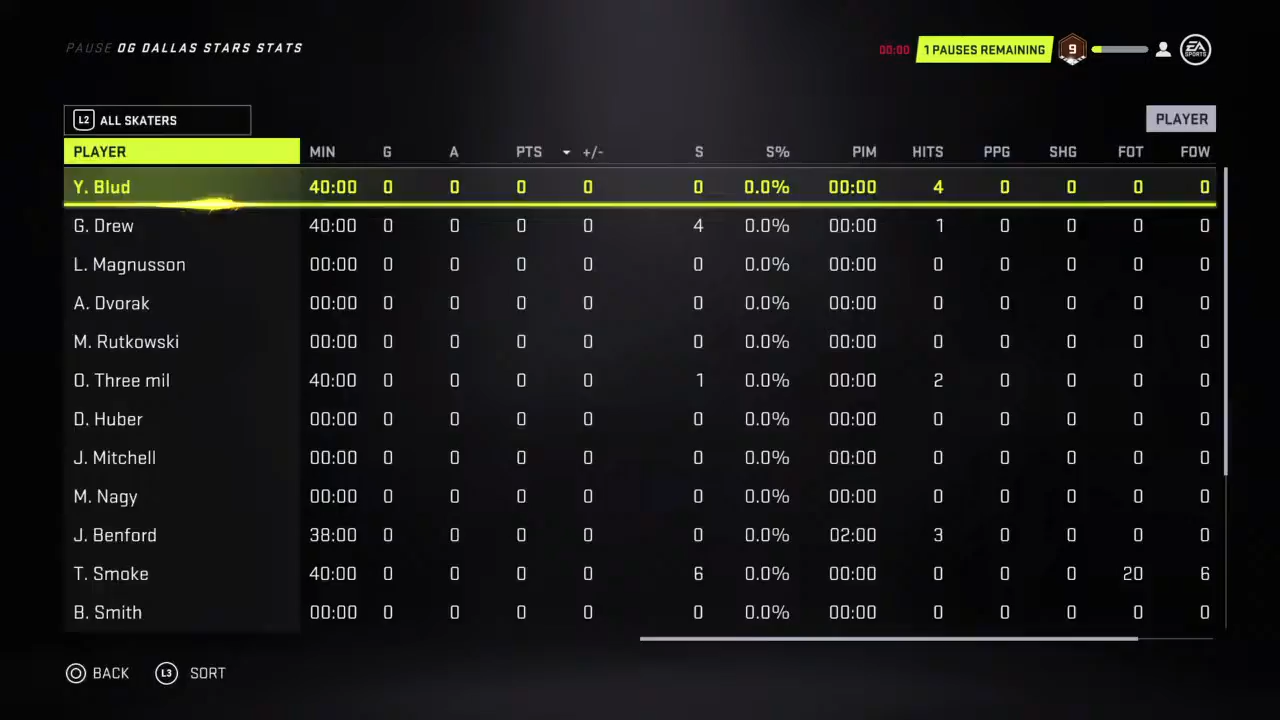 PAUSE OG DALLAS STARS STATS
00:00 1 PAUSES REMAINING 9 EA SPORTS
L2 ALL SKATERS PLAYER
PLAYER MIN G A PTS +/- S S% PIM HITS PPG SHG FOT FOW
Y. Blud 40:00 0 0 0 0 0 0.0% 00:00 4 0 0 0 0
G. Drew 40:00 0 0 0 0 4 0.0% 00:00 1 0 0 0 0
L. Magnusson 00:00 0 0 0 0 0 0.0% 00:00 0 0 0 0 0
A. Dvorak 00:00 0 0 0 0 0 0.0% 00:00 0 0 0 0 0
M. Rutkowski 00:00 0 0 0 0 0 0.0% 00:00 0 0 0 0 0
O. Three mil 40:00 0 0 0 0 1 0.0% 00:00 2 0 0 0 0
D. Huber 00:00 0 0 0 0 0 0.0% 00:00 0 0 0 0 0
J. Mitchell 00:00 0 0 0 0 0 0.0% 00:00 0 0 0 0 0
M. Nagy 00:00 0 0 0 0 0 0.0% 00:00 0 0 0 0 0
J. Benford 38:00 0 0 0 0 0 0.0% 02:00 3 0 0 0 0
T. Smoke 40:00 0 0 0 0 6 0.0% 00:00 0 0 0 20 6
B. Smith 00:00 0 0 0 0 0 0.0% 00:00 0 0 0 0 0
BACK L3 SORT